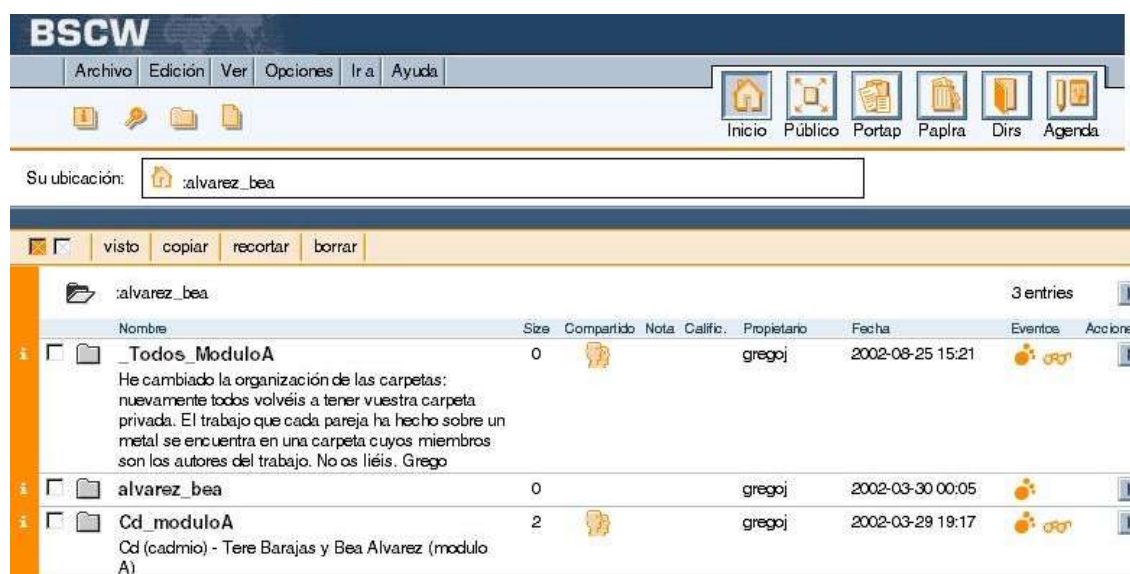 BSCW
Archivo Edición Ver Opciones Ir a Ayuda
Inicio Público Portap Paplra Dirs Agenda
Su ubicación: :alvarez_bea
visto copiar recortar borrar
:alvarez_bea 3 entries
Nombre Size Compartido Nota Calific. Propietario Fecha Eventos Accione
_Todos_ModuloA 0 gregoj 2002-08-25 15:21
He cambiado la organización de las carpetas:
nuevamente todos volvéis a tener vuestra carpeta
privada. El trabajo que cada pareja ha hecho sobre un
metal se encuentra en una carpeta cuyos miembros
son los autores del trabajo. No os liéis. Grego
alvarez_bea 0 gregoj 2002-03-30 00:05
Cd_moduloA 2 gregoj 2002-03-29 19:17
Cd (cadmio) - Tere Barajas y Bea Alvarez (modulo
A)